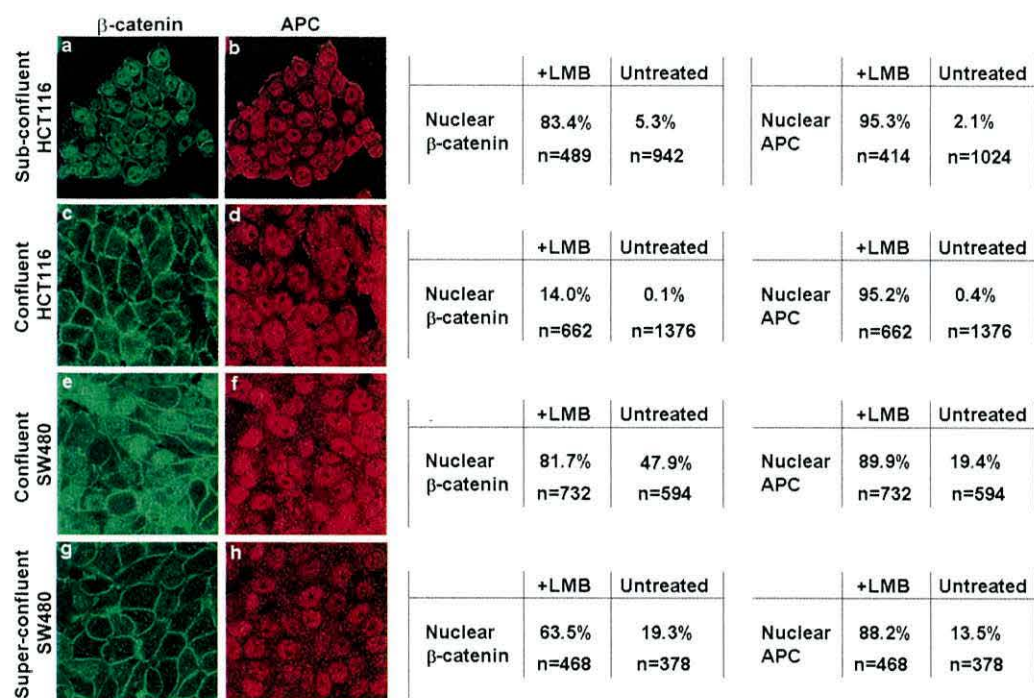 β-catenin APC
Sub-confluent HCT116
a b
+LMB Untreated
Nuclear β-catenin 83.4% 5.3%
n=489 n=942
+LMB Untreated
Nuclear APC 95.3% 2.1%
n=414 n=1024
Confluent HCT116
c d
+LMB Untreated
Nuclear β-catenin 14.0% 0.1%
n=662 n=1376
+LMB Untreated
Nuclear APC 95.2% 0.4%
n=662 n=1376
Confluent SW480
e f
+LMB Untreated
Nuclear β-catenin 81.7% 47.9%
n=732 n=594
+LMB Untreated
Nuclear APC 89.9% 19.4%
n=732 n=594
Super-confluent SW480
g h
+LMB Untreated
Nuclear β-catenin 63.5% 19.3%
n=468 n=378
+LMB Untreated
Nuclear APC 88.2% 13.5%
n=468 n=378